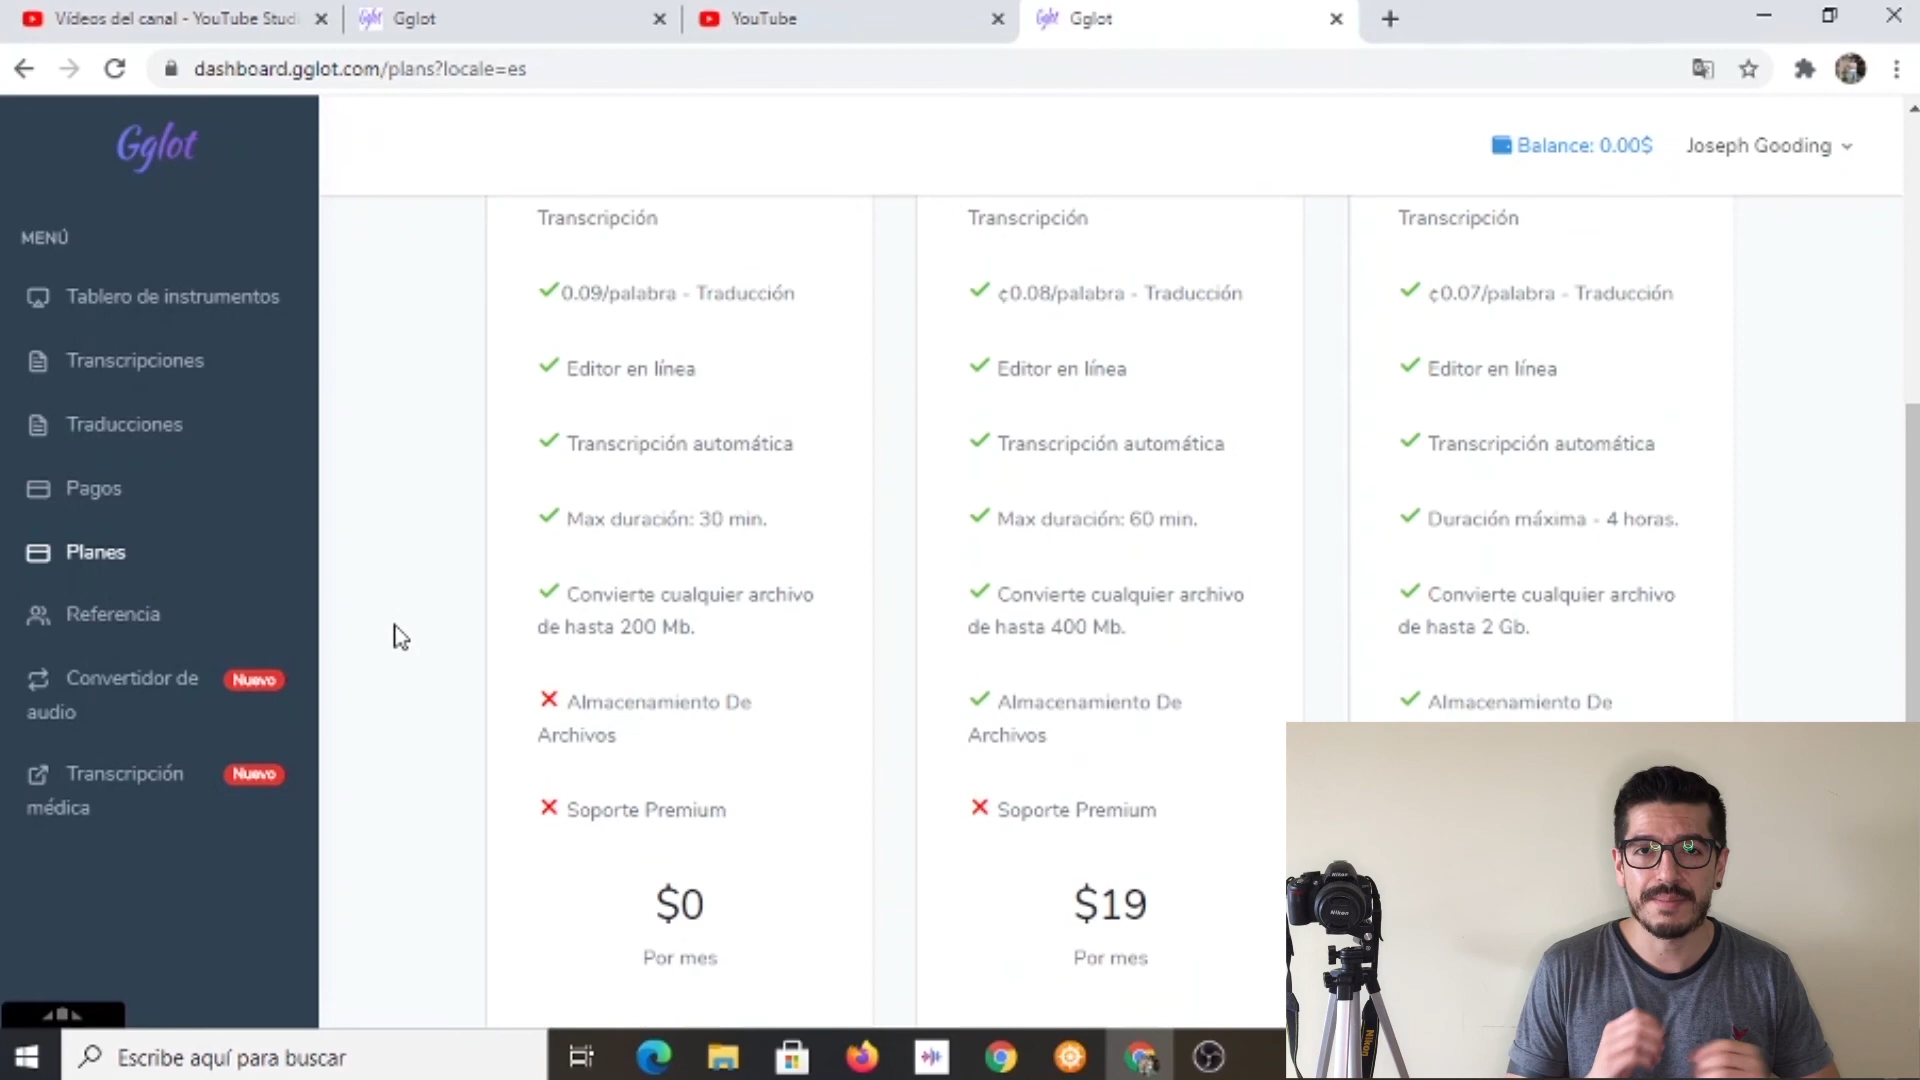 Vídeos del canal - YouTube Studi
Gglot
YouTube
Gglot
dashboard.gglot.com/plans?locale=es
Gglot
Balance: 0.00$
Joseph Gooding
MENÚ
Tablero de instrumentos
Transcripciones
Traducciones
Pagos
Planes
Referencia
Convertidor de
audio
Nuevo
Transcripción
médica
Nuevo
Transcripción
0.09/palabra - Traducción
Editor en línea
Transcripción automática
Max duración: 30 min.
Convierte cualquier archivo
de hasta 200 Mb.
Almacenamiento De
Archivos
Soporte Premium
$0
Por mes
Transcripción
¢0.08/palabra - Traducción
Editor en línea
Transcripción automática
Max duración: 60 min.
Convierte cualquier archivo
de hasta 400 Mb.
Almacenamiento De
Archivos
Soporte Premium
$19
Por mes
Transcripción
¢0.07/palabra - Traducción
Editor en línea
Transcripción automática
Duración máxima - 4 horas.
Convierte cualquier archivo
de hasta 2 Gb.
Almacenamiento De
Nikon
Nikon
Nikon
Escribe aquí para buscar